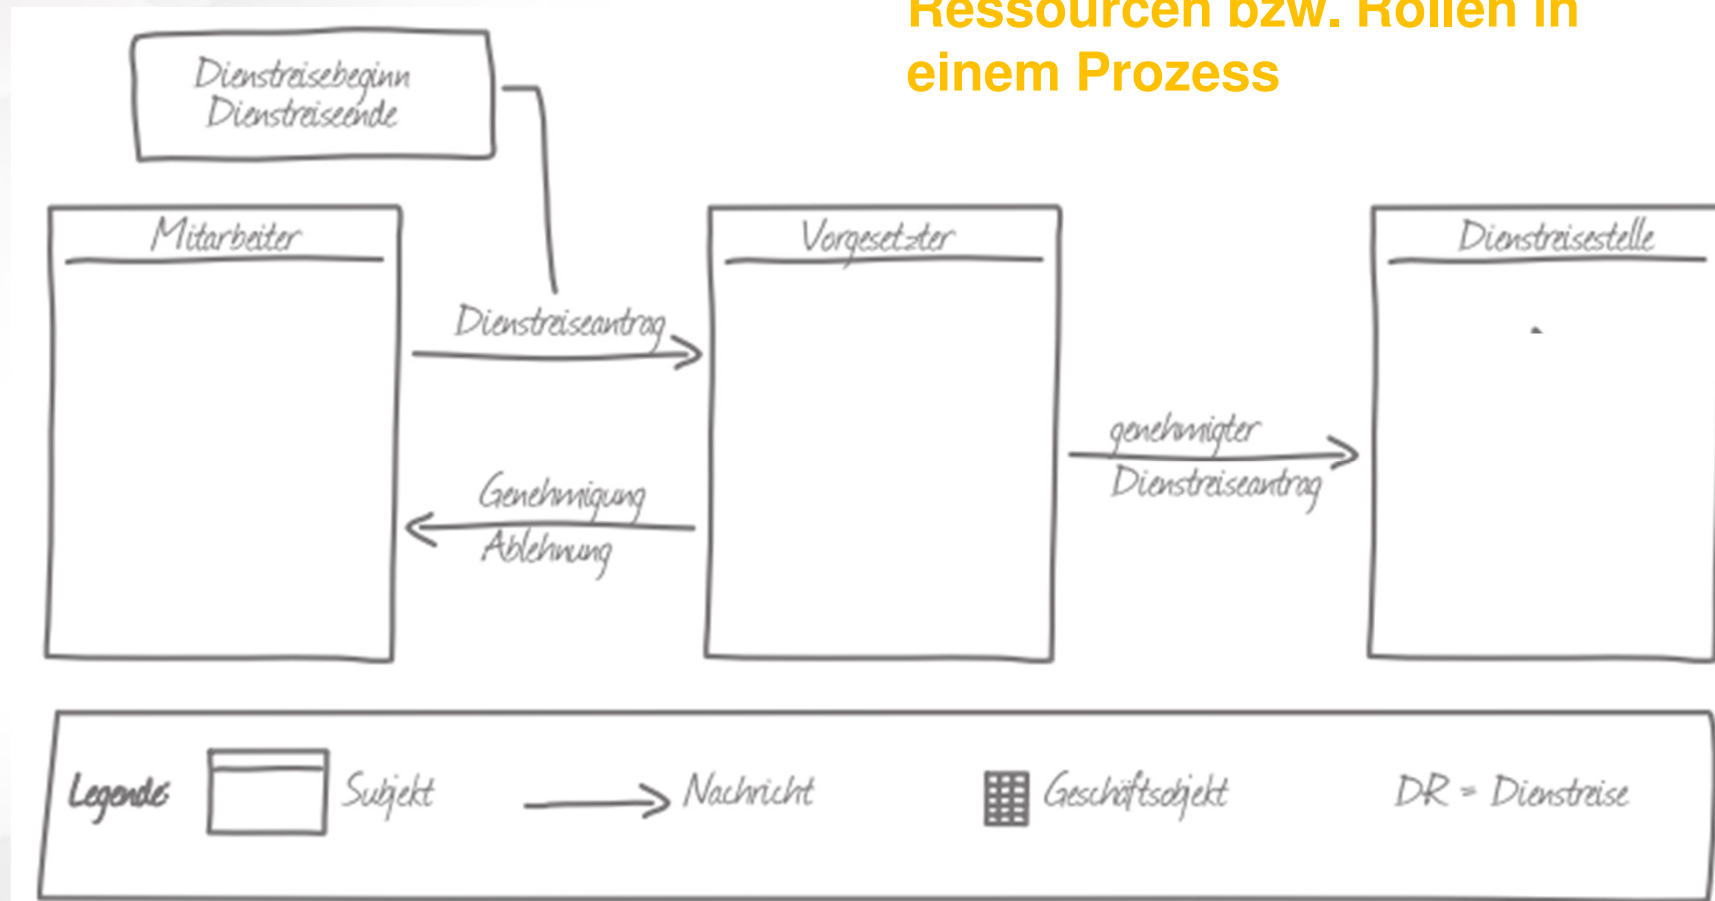 Ressourcen bzw. Rollen in
einem Prozess
Dienstreisebeginn
Dienstreiseende
Mitarbeiter
Vorgesetzter
Dienstreisestelle
Dienstreiseantrag
genehmigter
Dienstreiseantrag
Genehmigung
Ablehnung
Legende: Subjekt Nachricht Geschäftsobjekt DR = Dienstreise